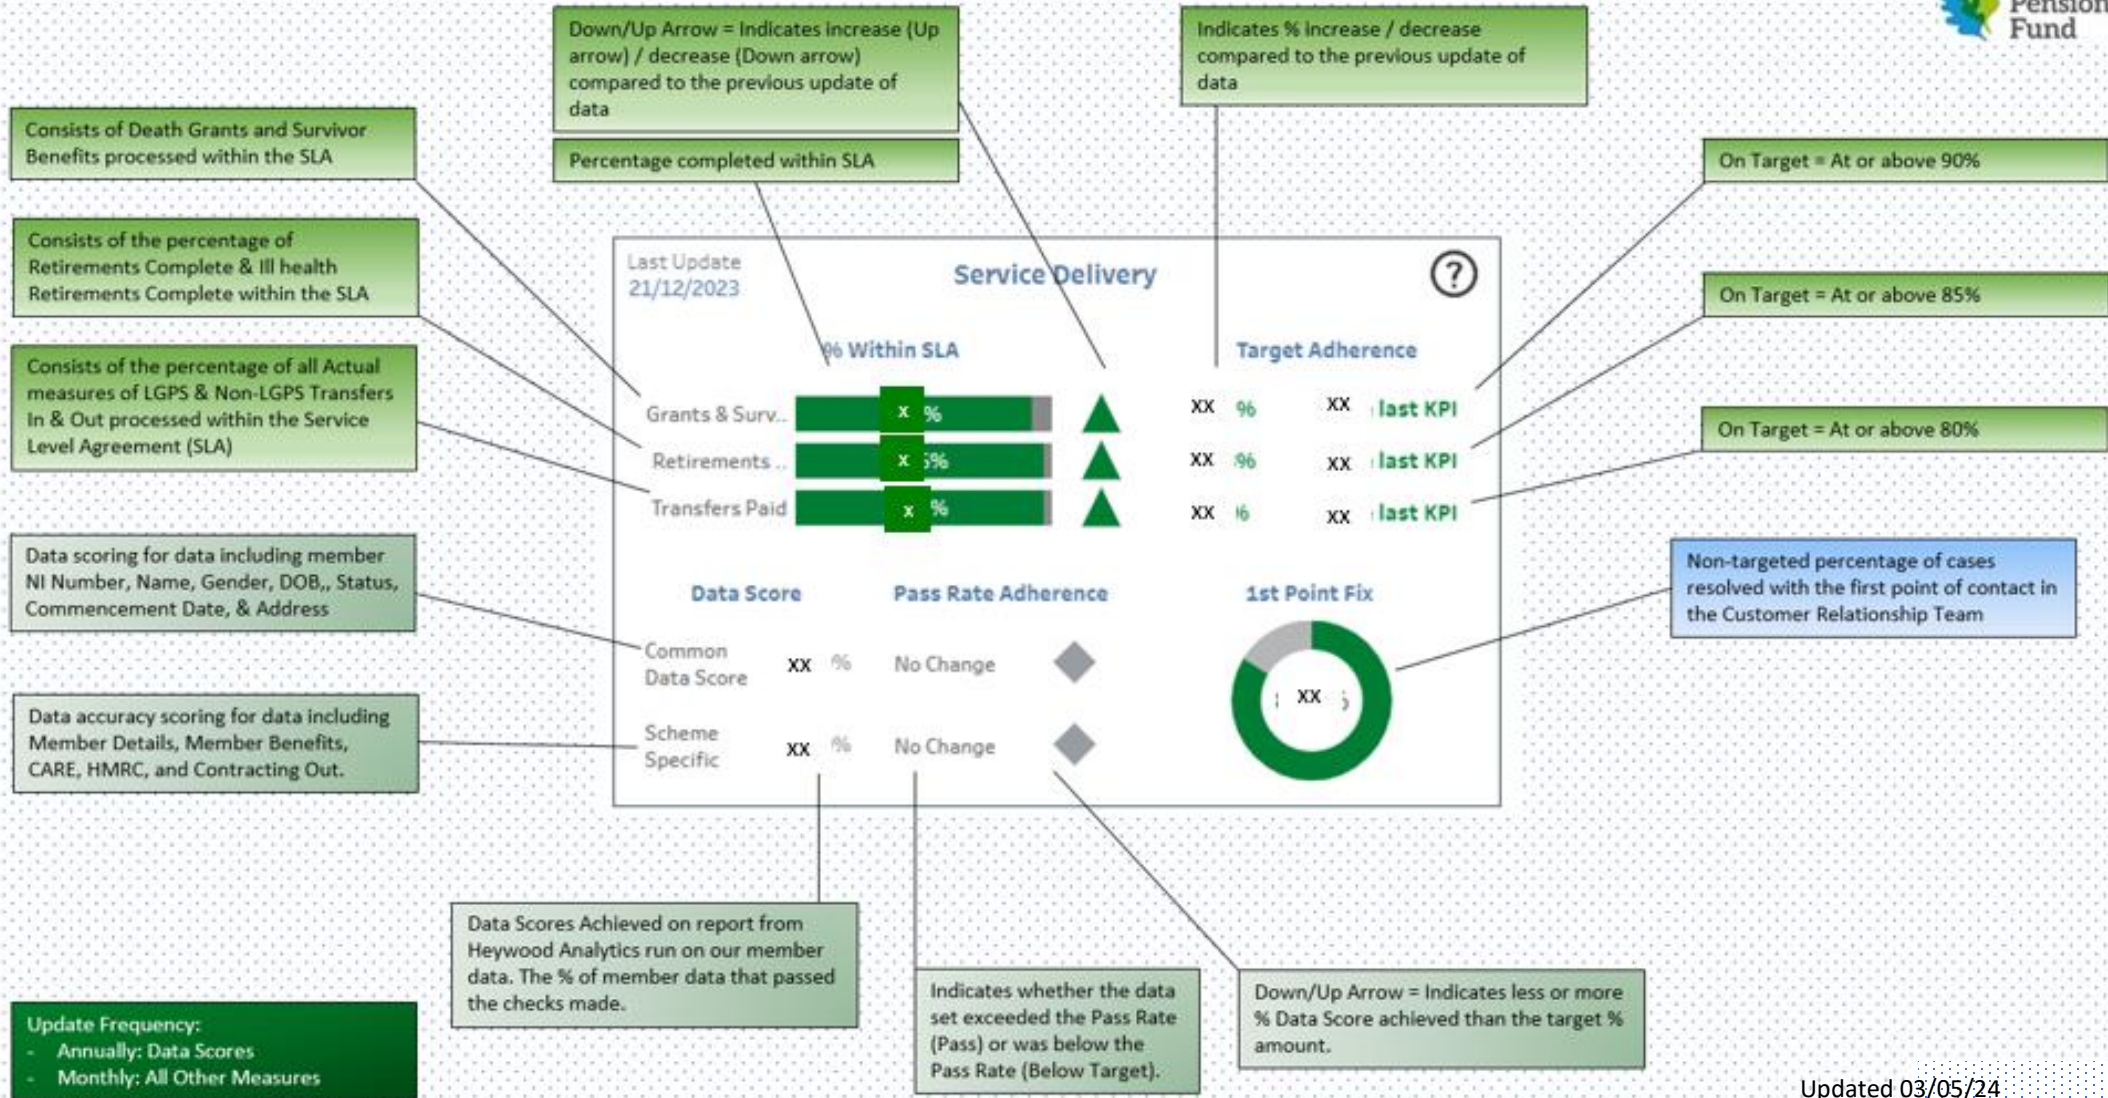 Pension
Fund
Down/Up Arrow = Indicates increase (Up
arrow) / decrease (Down arrow)
compared to the previous update of
data
Indicates % increase / decrease
compared to the previous update of
data
Percentage completed within SLA
Consists of Death Grants and Survivor
Benefits processed within the SLA
Consists of the percentage of
Retirements Complete & Ill health
Retirements Complete within the SLA
Consists of the percentage of all Actual
measures of LGPS & Non-LGPS Transfers
In & Out processed within the Service
Level Agreement (SLA)
Data scoring for data including member
NI Number, Name, Gender, DOB,, Status,
Commencement Date, & Address
Data accuracy scoring for data including
Member Details, Member Benefits,
CARE, HMRC, and Contracting Out.
Last Update
21/12/2023
Service Delivery
?
% Within SLA
Target Adherence
Grants & Surv..
x %
xx %
xx last KPI
Retirements ..
x %
xx %
xx last KPI
Transfers Paid
x %
xx %
xx last KPI
Data Score
Pass Rate Adherence
1st Point Fix
Common
Data Score
xx %
No Change
xx
Scheme
Specific
xx %
No Change
On Target = At or above 90%
On Target = At or above 85%
On Target = At or above 80%
Non-targeted percentage of cases
resolved with the first point of contact in
the Customer Relationship Team
Data Scores Achieved on report from
Heywood Analytics run on our member
data. The % of member data that passed
the checks made.
Indicates whether the data
set exceeded the Pass Rate
(Pass) or was below the
Pass Rate (Below Target).
Down/Up Arrow = Indicates less or more
% Data Score achieved than the target %
amount.
Update Frequency:
- Annually: Data Scores
- Monthly: All Other Measures
Updated 03/05/24